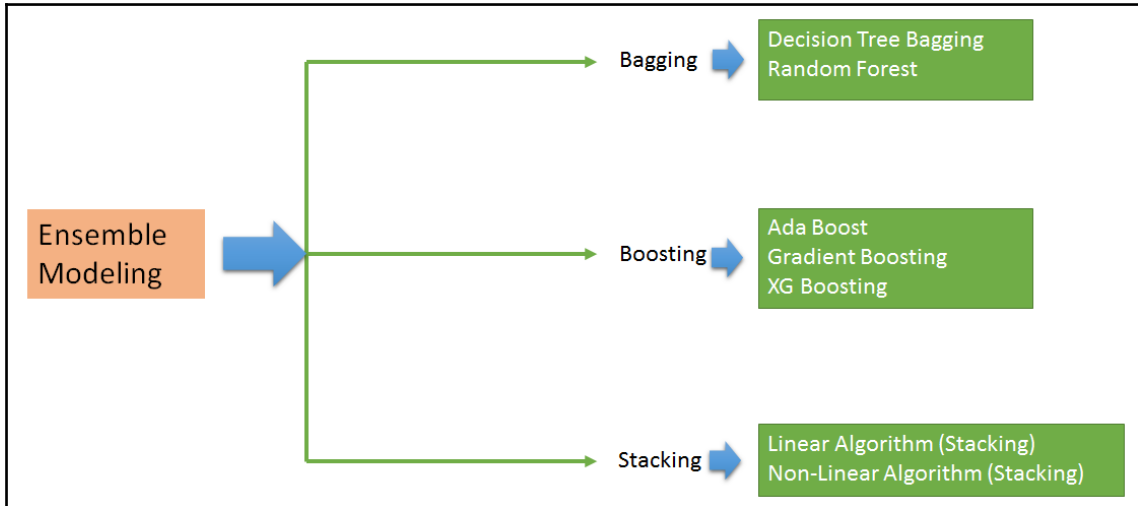 Ensemble
Modeling
Bagging
Decision Tree Bagging
Random Forest
Boosting
Ada Boost
Gradient Boosting
XG Boosting
Stacking
Linear Algorithm (Stacking)
Non-Linear Algorithm (Stacking)